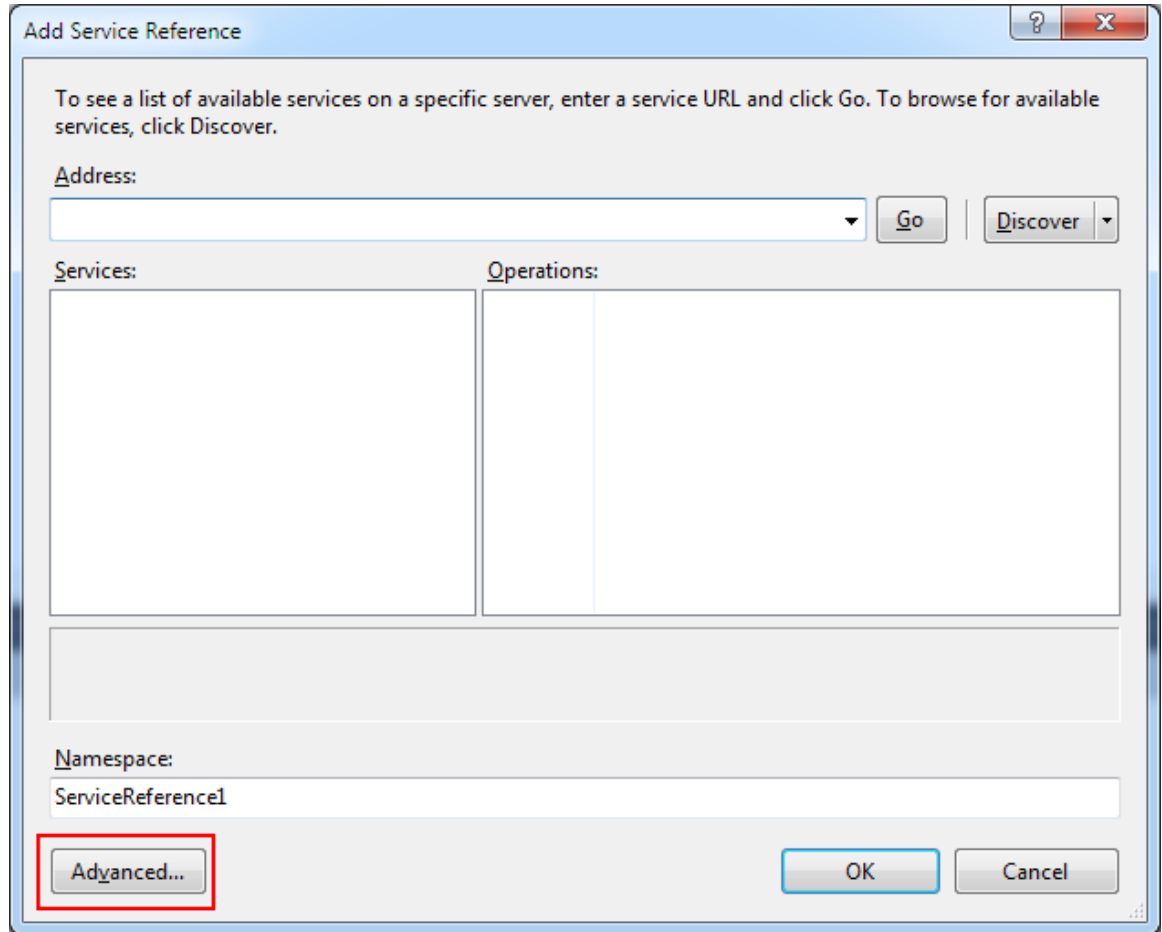 Add Service Reference
To see a list of available services on a specific server, enter a service URL and click Go. To browse for available
services, click Discover.
Address:
Go
Discover
Services:
Operations:
Namespace:
ServiceReference1
Advanced...
OK
Cancel